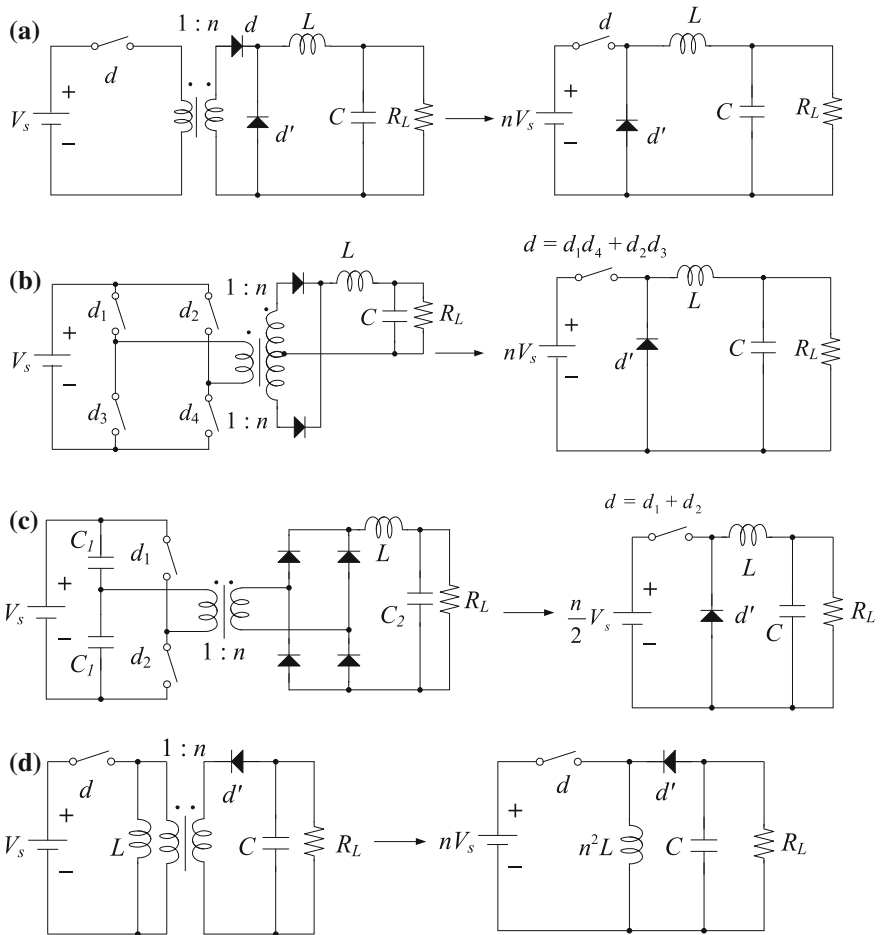 (a)
1 : n
d
d
L
+
V_s
−
d'
C
R_L
d
L
+
nV_s
−
d'
C
R_L
(b)
d_1
d_2
1 : n
L
+
V_s
−
C
R_L
d_3
d_4
1 : n
d = d_1d_4 + d_2d_3
L
+
nV_s
−
d'
C
R_L
(c)
C_1
d_1
+
V_s
−
C_1
d_2
1 : n
L
C_2
R_L
d = d_1 + d_2
L
+
n/2 V_s
−
d'
C
R_L
(d)
1 : n
d
d'
+
V_s
−
L
C
R_L
d
d'
+
nV_s
−
n²L
C
R_L